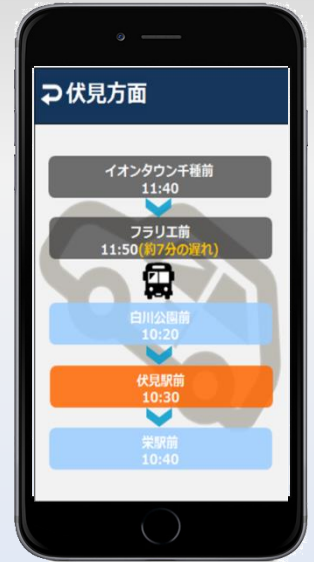 伏見方面
イオンタウン千種前
11:40
フラリエ前
11:50(約7分の遅れ)
白川公園前
10:20
伏見駅前
10:30
栄駅前
10:40